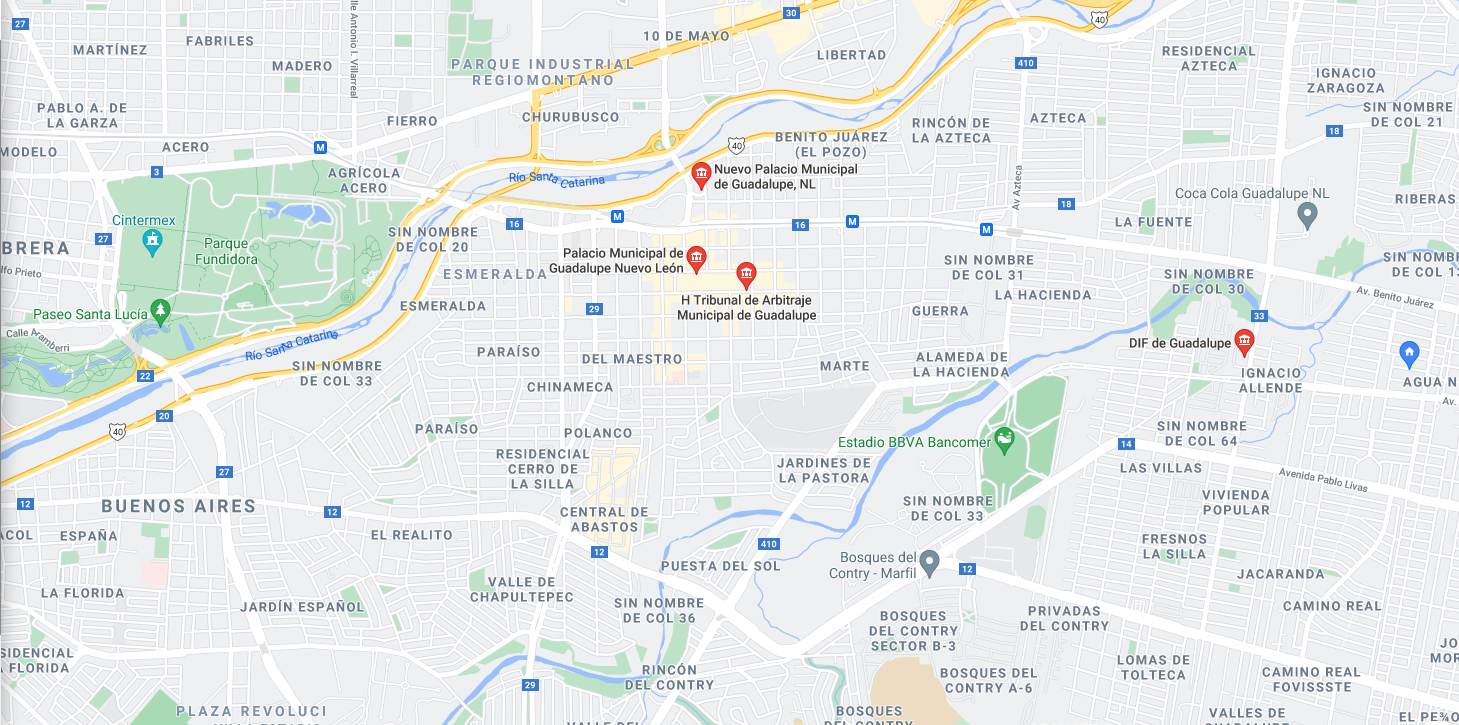 27
MARTÍNEZ
FABRILES
MADERO
lle Antonio I. Villarreal
PARQUE INDUSTRIAL
REGIOMONTANO
10 DE MAYO
30
LIBERTAD
40
410
RESIDENCIAL
AZTECA
IGNACIO
ZARAGOZA
SIN NOMBRE
DE COL 21
PABLO A. DE
LA GARZA
FIERRO
CHURUBUSCO
RINCÓN DE
LA AZTECA
AZTECA
18
MODELO
ACERO
M
40
BENITO JUÁREZ
(EL POZO)
3
AGRÍCOLA
ACERO
Río Santa Catarina
Nuevo Palacio Municipal
de Guadalupe, NL
Av Azteca
Coca Cola Guadalupe NL
RIBERAS
18
Cintermex
16
M
16
M
M
LA FUENTE
BRERA
27
Parque
Fundidora
SIN NOMBRE
DE COL 20
Palacio Municipal de
Guadalupe Nuevo León
ESMERALDA
SIN NOMBRE
DE COL 31
SIN NOMBRE
DE COL 30
SIN NOMBRE
DE COL 1
lfo Prieto
ESMERALDA
29
H Tribunal de Arbitraje
Municipal de Guadalupe
GUERRA
LA HACIENDA
Av. Benito Juárez
33
Paseo Santa Lucía
Calle Aramberri
Río Santa Catarina
PARAÍSO
DEL MAESTRO
MARTE
ALAMEDA DE
LA HACIENDA
DIF de Guadalupe
22
SIN NOMBRE
DE COL 33
CHINAMECA
IGNACIO
ALLENDE
AGUA N
Av.
20
40
PARAÍSO
POLANCO
Estadio BBVA Bancomer
14
SIN NOMBRE
DE COL 64
27
RESIDENCIAL
CERRO DE
LA SILLA
JARDINES DE
LA PASTORA
LAS VILLAS
Avenida Pablo Livas
12
BUENOS AIRES
12
CENTRAL DE
ABASTOS
SIN NOMBRE
DE COL 33
VIVIENDA
POPULAR
ACOL
ESPAÑA
EL REALITO
12
410
FRESNOS
LA SILLA
PUESTA DEL SOL
Bosques del
Contry - Marfil
12
JACARANDA
LA FLORIDA
JARDÍN ESPAÑOL
VALLE DE
CHAPULTEPEC
SIN NOMBRE
DE COL 36
BOSQUES
DEL CONTRY
SECTOR B-3
PRIVADAS
DEL CONTRY
CAMINO REAL
SIDENCIAL
A FLORIDA
29
RINCÓN
DEL CONTRY
BOSQUES DEL
CONTRY A-6
LOMAS DE
TOLTECA
CAMINO REAL
FOVISSSTE
JO
MOR
PLAZA REVOLUCI
VALLE DEL
BOSQUES
DEL CONTRY
VALLES DE
GUADALUPE